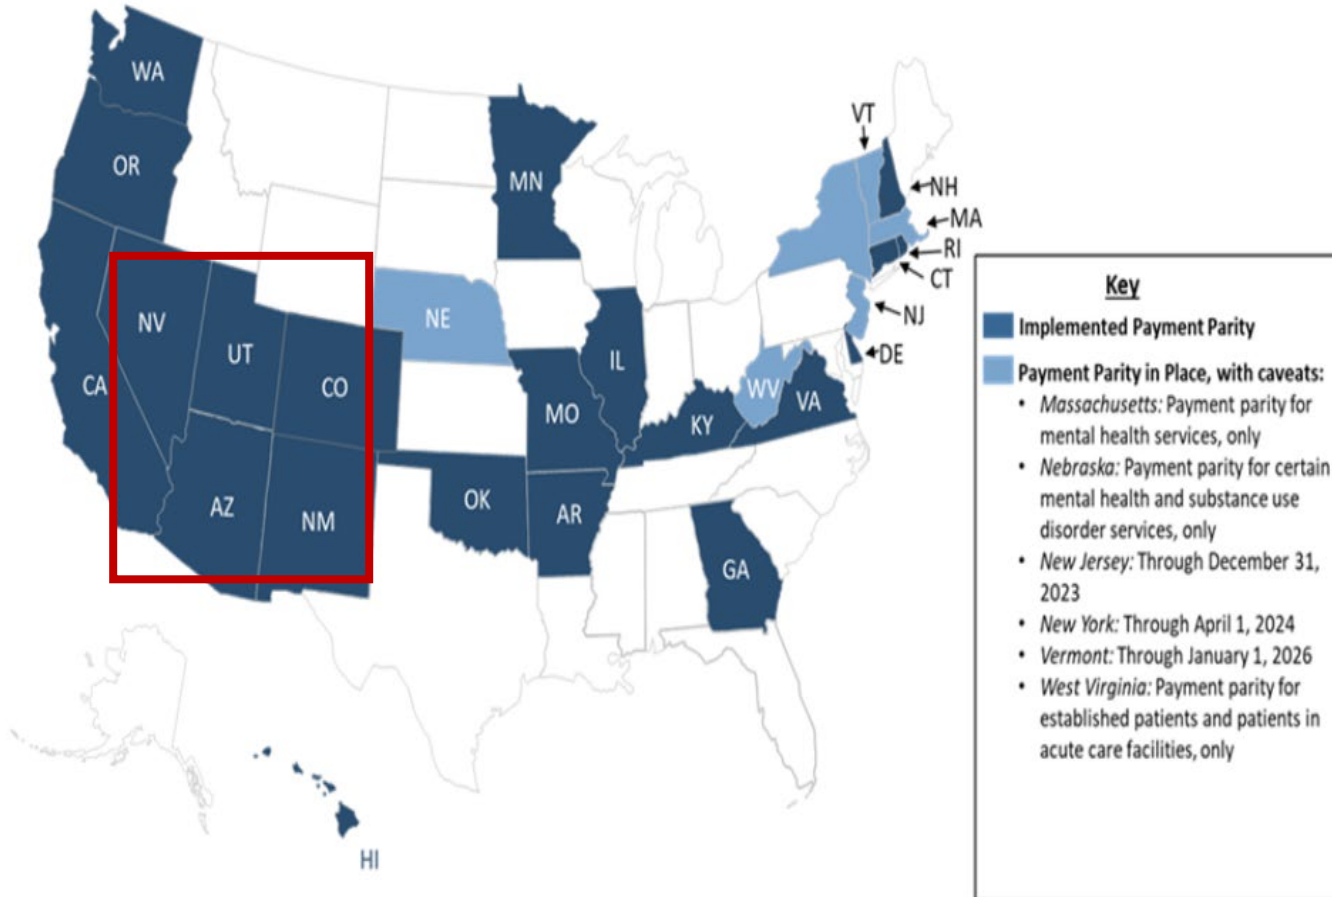 WA
OR
MN
VT
NH
MA
RI
CT
NJ
DE
NV
UT
CO
CA
NE
IL
MO
KY
WV
VA
AZ
NM
OK
AR
GA
HI
Key
Implemented Payment Parity
Payment Parity in Place, with caveats:
• Massachusetts: Payment parity for
mental health services, only
• Nebraska: Payment parity for certain
mental health and substance use
disorder services, only
• New Jersey: Through December 31,
2023
• New York: Through April 1, 2024
• Vermont: Through January 1, 2026
• West Virginia: Payment parity for
established patients and patients in
acute care facilities, only